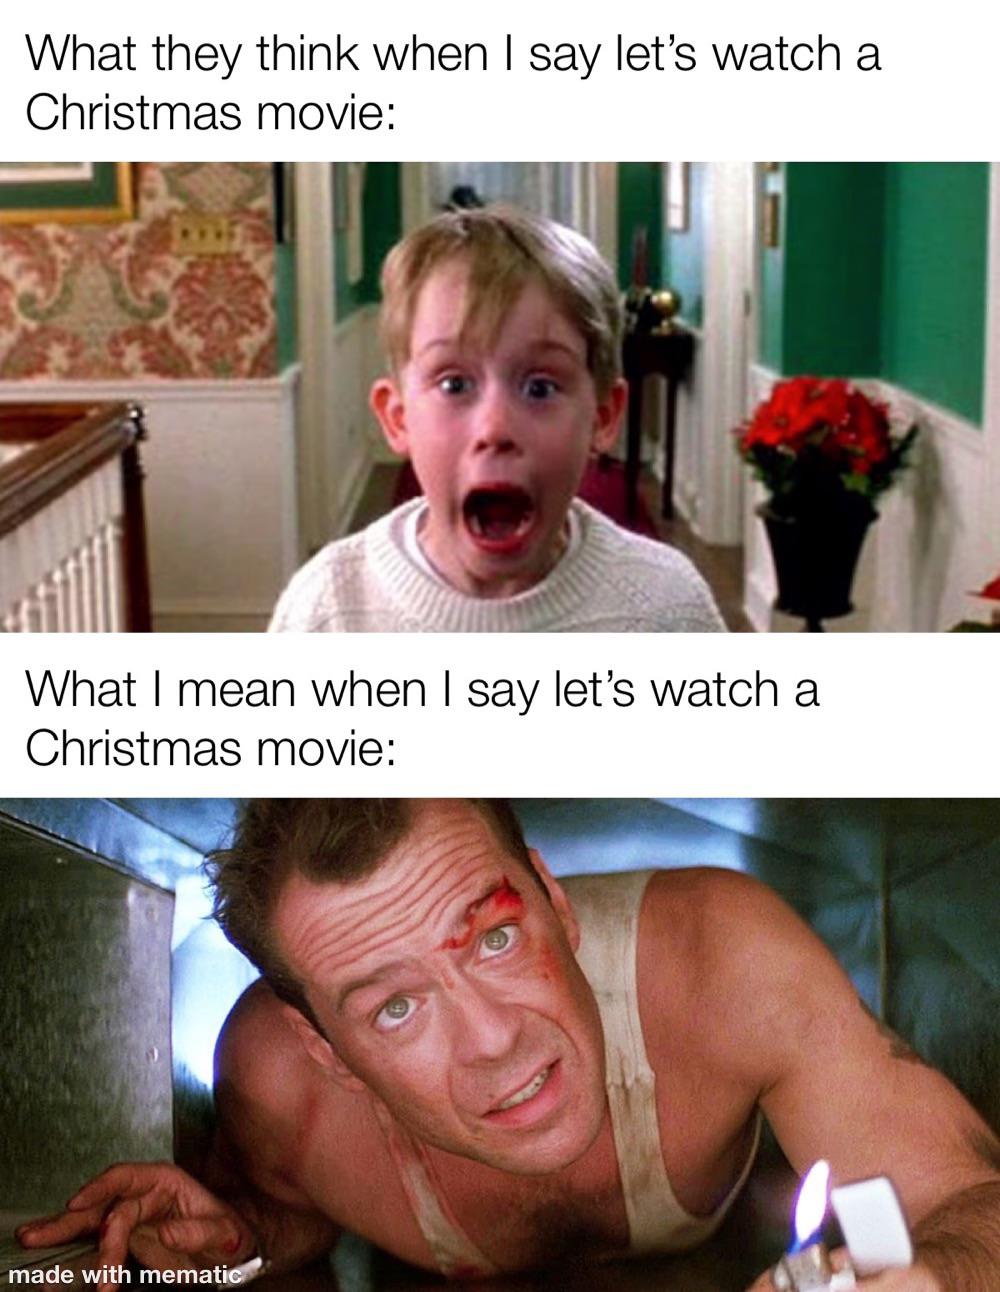 What they think when I say let’s watch a
Christmas movie:
What I mean when I say let’s watch a
Christmas movie:
made with mematic